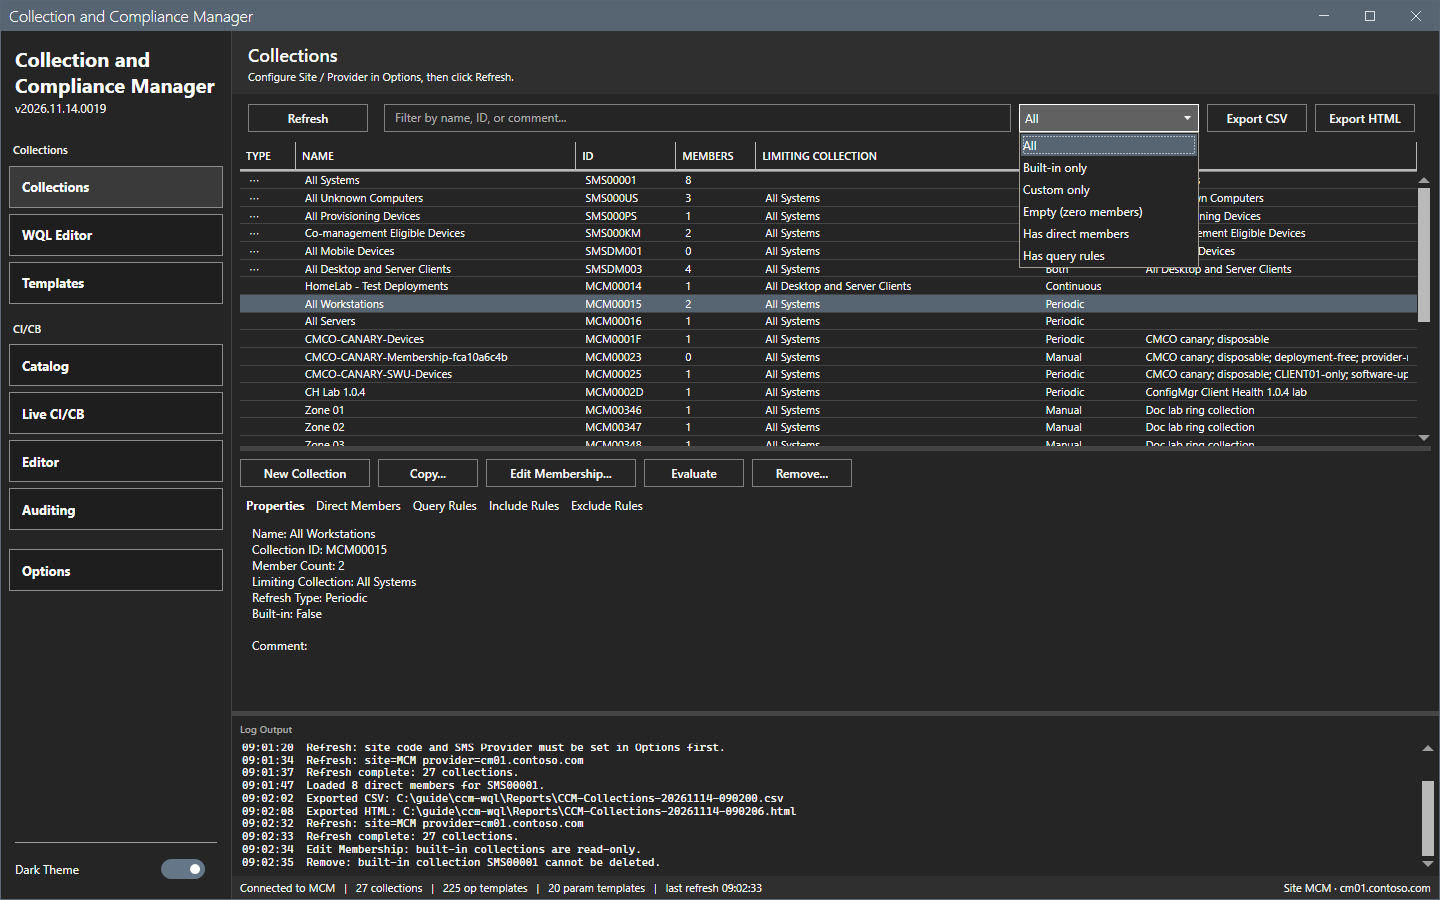 Collection and Compliance Manager
Collection and
Compliance Manager
v2026.11.14.0019
Collections
Collections
WQL Editor
Templates
CI/CB
Catalog
Live CI/CB
Editor
Auditing
Options
Dark Theme
Collections
Configure Site / Provider in Options, then click Refresh.
Refresh
Filter by name, ID, or comment...
All
Export CSV
Export HTML
All
Built-in only
Custom only
Empty (zero members)
Has direct members
Has query rules
TYPE NAME ID MEMBERS LIMITING COLLECTION
... All Systems SMS00001 8
... All Unknown Computers SMS000US 3 All Systems Computers
... All Provisioning Devices SMS000PS 1 All Systems Devices
... Co-management Eligible Devices SMS000KM 2 All Systems Eligible Devices
... All Mobile Devices SMSDM001 0 All Systems Devices
... All Desktop and Server Clients SMSDM003 4 All Systems Both All Desktop and Server Clients
HomeLab - Test Deployments MCM00014 1 All Desktop and Server Clients Continuous
All Workstations MCM00015 2 All Systems Periodic
All Servers MCM00016 1 All Systems Periodic
CMCO-CANARY-Devices MCM0001F 1 All Systems Periodic CMCO canary; disposable
CMCO-CANARY-Membership-fca10a6c4b MCM00023 0 All Systems Manual CMCO canary; disposable; deployment-free; provider-
CMCO-CANARY-SWU-Devices MCM00025 1 All Systems Periodic CMCO canary; disposable; CLIENT01-only; software-up
CH Lab 1.0.4 MCM0002D 1 All Systems Periodic ConfigMgr Client Health 1.0.4 lab
Zone 01 MCM00346 1 All Systems Manual Doc lab ring collection
Zone 02 MCM00347 1 All Systems Manual Doc lab ring collection
Zone 03 MCM00348 1 All Systems Manual Doc lab ring collection
New Collection
Copy...
Edit Membership...
Evaluate
Remove...
Properties Direct Members Query Rules Include Rules Exclude Rules
Name: All Workstations
Collection ID: MCM00015
Member Count: 2
Limiting Collection: All Systems
Refresh Type: Periodic
Built-in: False
Comment:
Log Output
09:01:20 Refresh: site code and SMS Provider must be set in Options first.
09:01:34 Refresh: site=MCM provider=cm01.contoso.com
09:01:37 Refresh complete: 27 collections.
09:01:47 Loaded 8 direct members for SMS00001.
09:02:02 Exported CSV: C:\guide\ccm-wql\Reports\CCM-Collections-20261114-090200.csv
09:02:08 Exported HTML: C:\guide\ccm-wql\Reports\CCM-Collections-20261114-090206.html
09:02:32 Refresh: site=MCM provider=cm01.contoso.com
09:02:33 Refresh complete: 27 collections.
09:02:34 Edit Membership: built-in collections are read-only.
09:02:35 Remove: built-in collection SMS00001 cannot be deleted.
Connected to MCM | 27 collections | 225 op templates | 20 param templates | last refresh 09:02:33
Site MCM · cm01.contoso.com